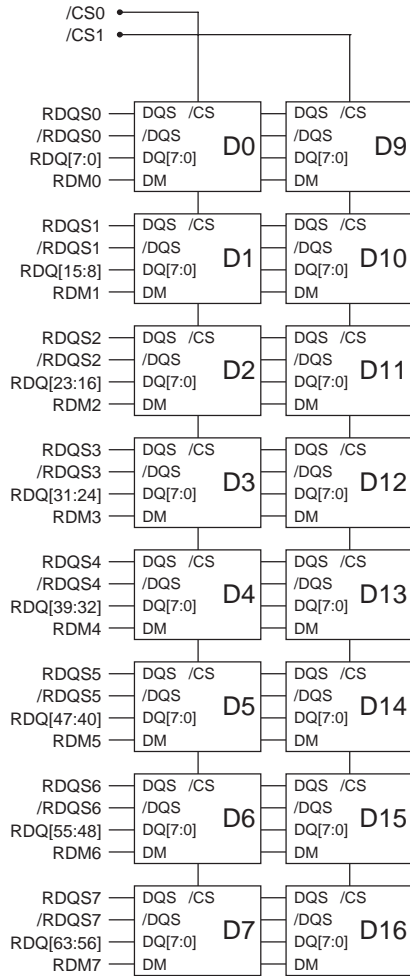 /CS0
/CS1
RDQS0 DQS /CS DQS /CS
/RDQS0 /DQS D0 /DQS D9
RDQ[7:0] DQ[7:0] DQ[7:0]
RDM0 DM DM
RDQS1 DQS /CS DQS /CS
/RDQS1 /DQS D1 /DQS D10
RDQ[15:8] DQ[7:0] DQ[7:0]
RDM1 DM DM
RDQS2 DQS /CS DQS /CS
/RDQS2 /DQS D2 /DQS D11
RDQ[23:16] DQ[7:0] DQ[7:0]
RDM2 DM DM
RDQS3 DQS /CS DQS /CS
/RDQS3 /DQS D3 /DQS D12
RDQ[31:24] DQ[7:0] DQ[7:0]
RDM3 DM DM
RDQS4 DQS /CS DQS /CS
/RDQS4 /DQS D4 /DQS D13
RDQ[39:32] DQ[7:0] DQ[7:0]
RDM4 DM DM
RDQS5 DQS /CS DQS /CS
/RDQS5 /DQS D5 /DQS D14
RDQ[47:40] DQ[7:0] DQ[7:0]
RDM5 DM DM
RDQS6 DQS /CS DQS /CS
/RDQS6 /DQS D6 /DQS D15
RDQ[55:48] DQ[7:0] DQ[7:0]
RDM6 DM DM
RDQS7 DQS /CS DQS /CS
/RDQS7 /DQS D7 /DQS D16
RDQ[63:56] DQ[7:0] DQ[7:0]
RDM7 DM DM